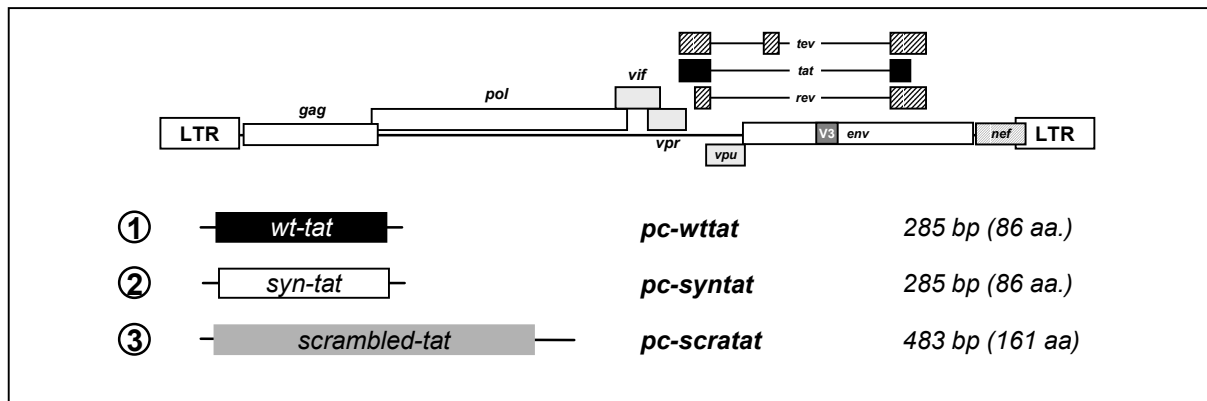 tev
tat
rev
vif
pol
gag
LTR
V3 env
nef
LTR
vpr
vpu
① wt-tat pc-wttat 285 bp (86 aa.)
② syn-tat pc-syntat 285 bp (86 aa.)
③ scrambled-tat pc-scratat 483 bp (161 aa)